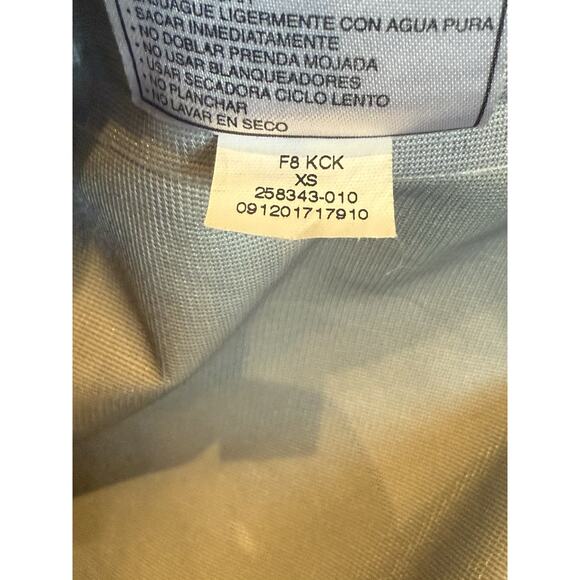 ENJUAGUE LIGERMENTE CON AGUA PURA
• SACAR INMEDIATAMENTE
• NO DOBLAR PRENDA MOJADA
• USAR BLANQUEADORES
• USAR SECADORA CICLO LENTO
• NO PLANCHAR
• NO LAVAR EN SECO
F8 KCK
XS
258343-010
091201717910